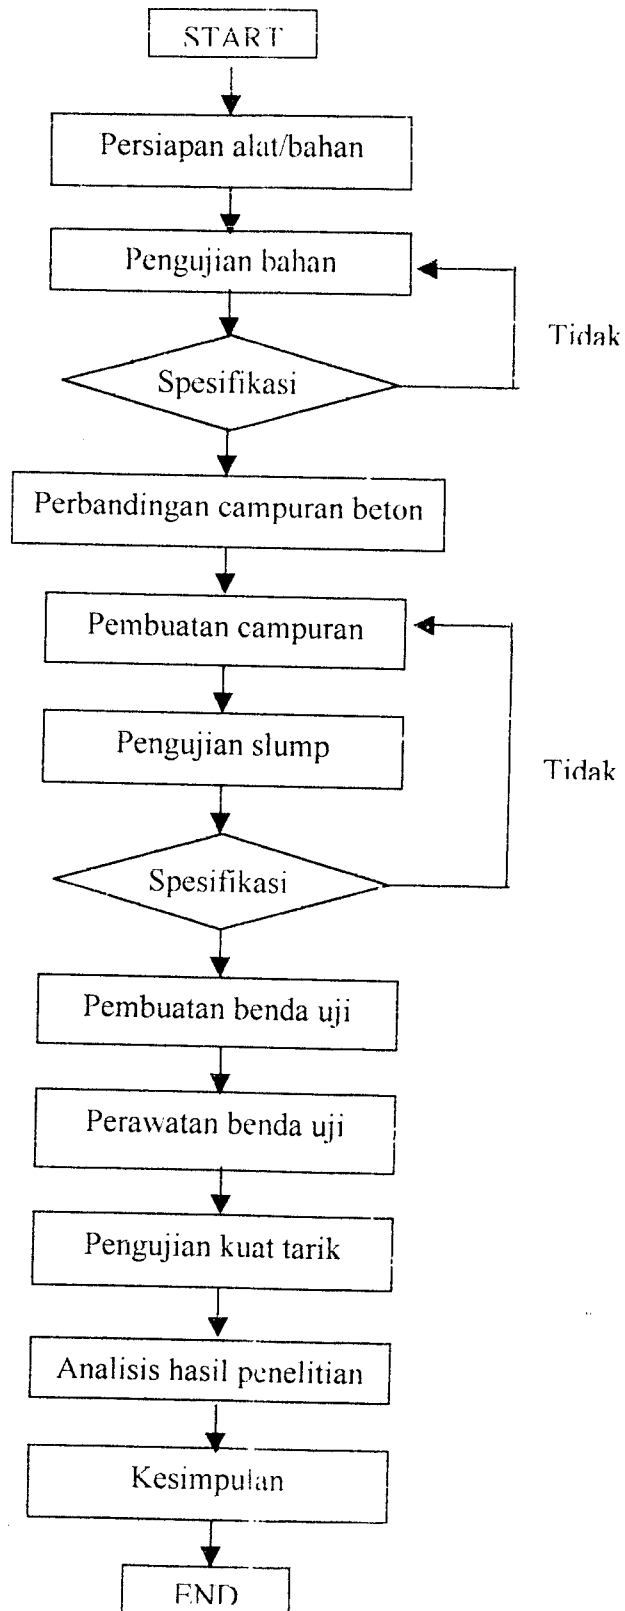 START
Persiapan alat/bahan
Pengujian bahan
Tidak
Spesifikasi
Perbandingan campuran beton
Pembuatan campuran
Pengujian slump
Tidak
Spesifikasi
Pembuatan benda uji
Perawatan benda uji
Pengujian kuat tarik
Analisis hasil penelitian
Kesimpulan
END